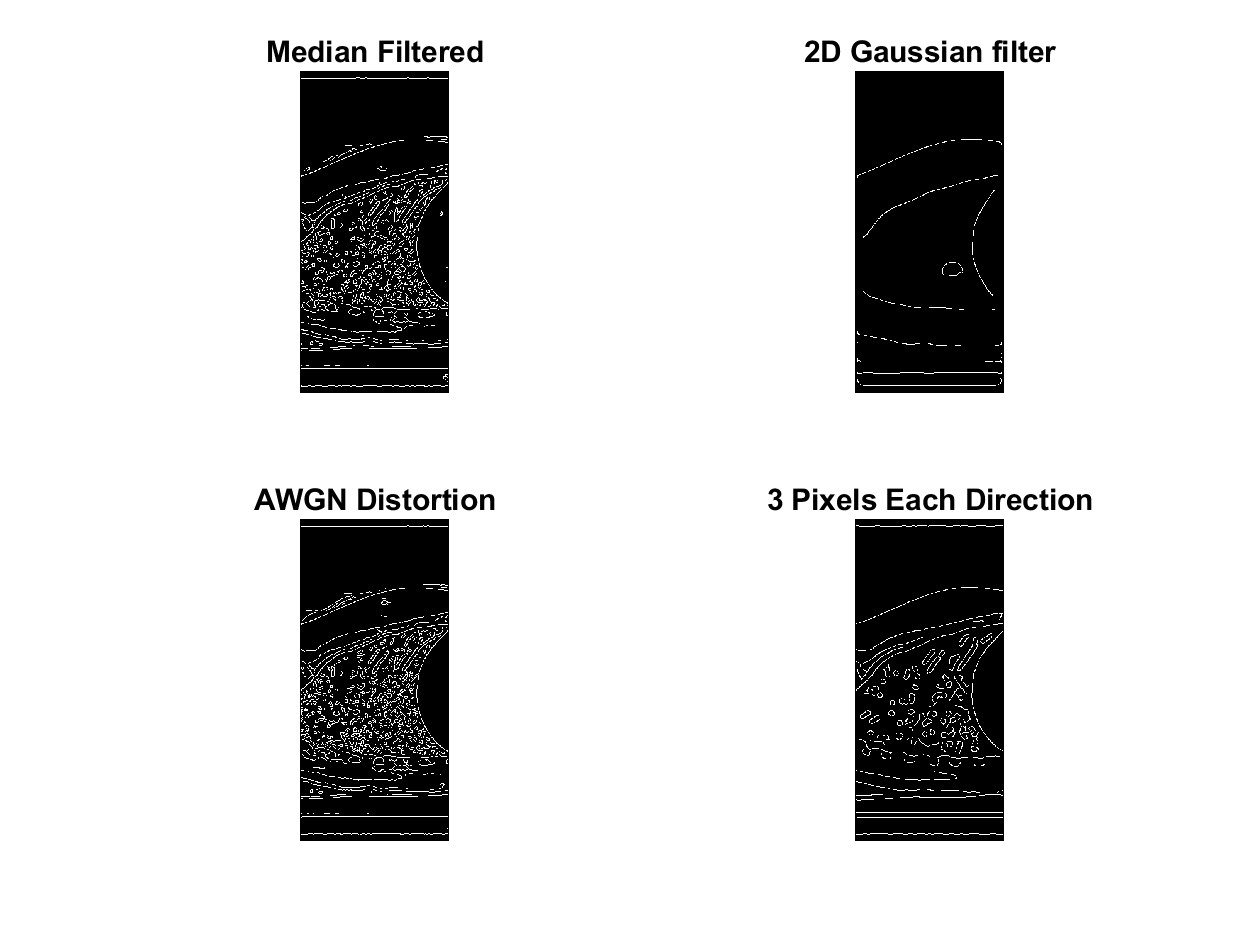 Median Filtered
2D Gaussian filter
AWGN Distortion
3 Pixels Each Direction